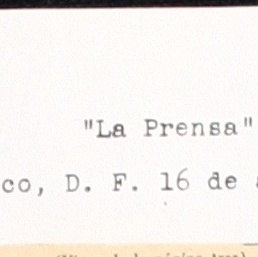 "La Prensa"
co, D. F. 16 de